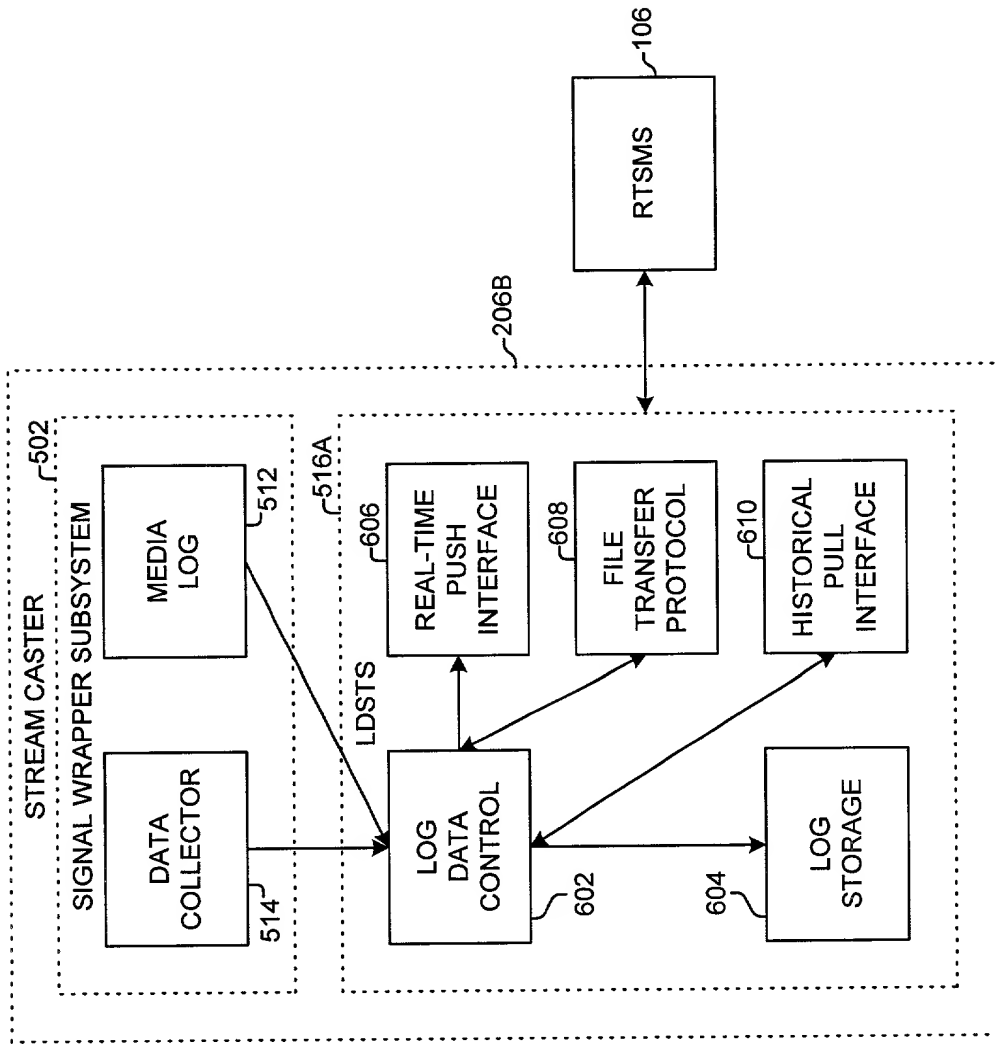 STREAM CASTER
206B
SIGNAL WRAPPER SUBSYSTEM
502
DATA
COLLECTOR
514
MEDIA
LOG
512
LDSTS
516A
LOG
DATA
CONTROL
602
REAL-TIME
PUSH
INTERFACE
606
FILE
TRANSFER
PROTOCOL
608
LOG
STORAGE
604
HISTORICAL
PULL
INTERFACE
610
RTSMS
106